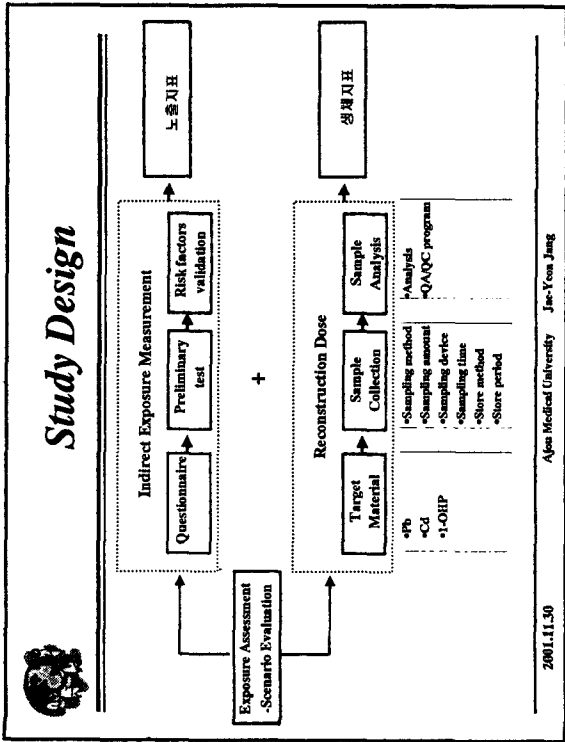 Study Design
Exposure Assessment
-Scenario Evaluation
Indirect Exposure Measurement
Questionnaire
Preliminary
test
Risk factors
validation
노출지표
+
Reconstruction Dose
Target
Material
Sample
Collection
Sample
Analysis
생체지표
•Pb
•Cd
•1-OHP
•Sampling method
•Sampling amount
•Sampling device
•Sampling time
•Store method
•Store period
•Analysis
•QA/QC program
2001.11.30
Ajou Medical University
Jae-Yeon Jang